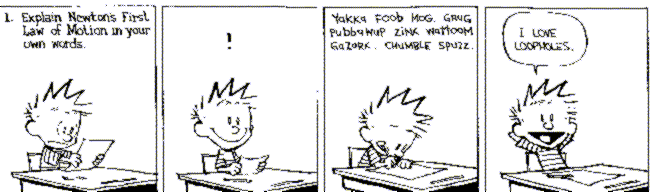 1. Explain Newton's First
Law of Motion in your
own words.
!
Yakka foob mog. Grug
pubbawup zink wattoom
gazork. Chumble spuzz.
I LOVE
LOOPHOLES.